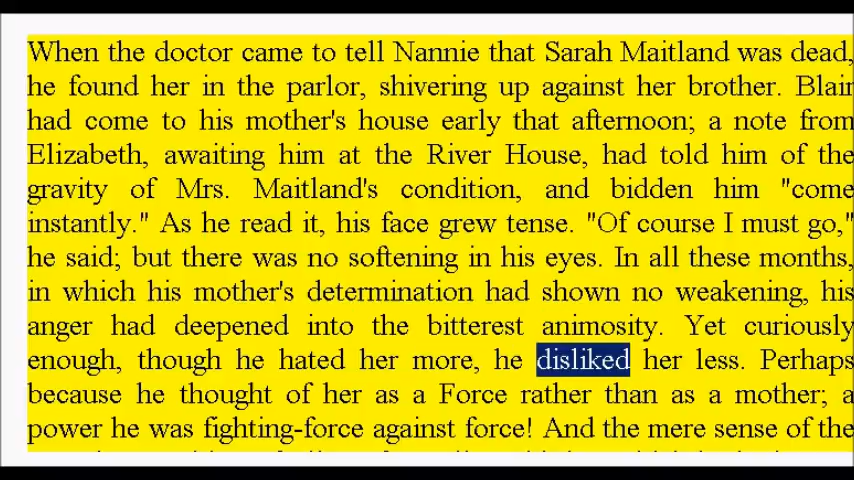 When the doctor came to tell Nannie that Sarah Maitland was dead,
he found her in the parlor, shivering up against her brother. Blair
had come to his mother's house early that afternoon; a note from
Elizabeth, awaiting him at the River House, had told him of the
gravity of Mrs. Maitland's condition, and bidden him "come
instantly." As he read it, his face grew tense. "Of course I must go,"
he said; but there was no softening in his eyes. In all these months,
in which his mother's determination had shown no weakening, his
anger had deepened into the bitterest animosity. Yet curiously
enough, though he hated her more, he disliked her less. Perhaps
because he thought of her as a Force rather than as a mother; a
power he was fighting-force against force! And the mere sense of the